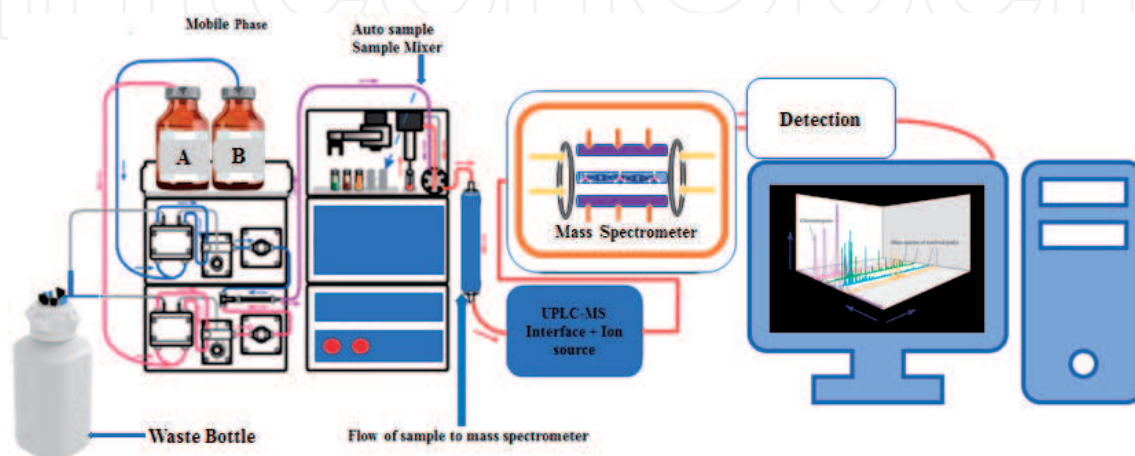 Mobile Phase
Auto sample
Sample Mixer
A
B
Detection
Mass Spectrometer
UPLC-MS
Interface + Ion
source
Waste Bottle
Flow of sample to mass spectrometer